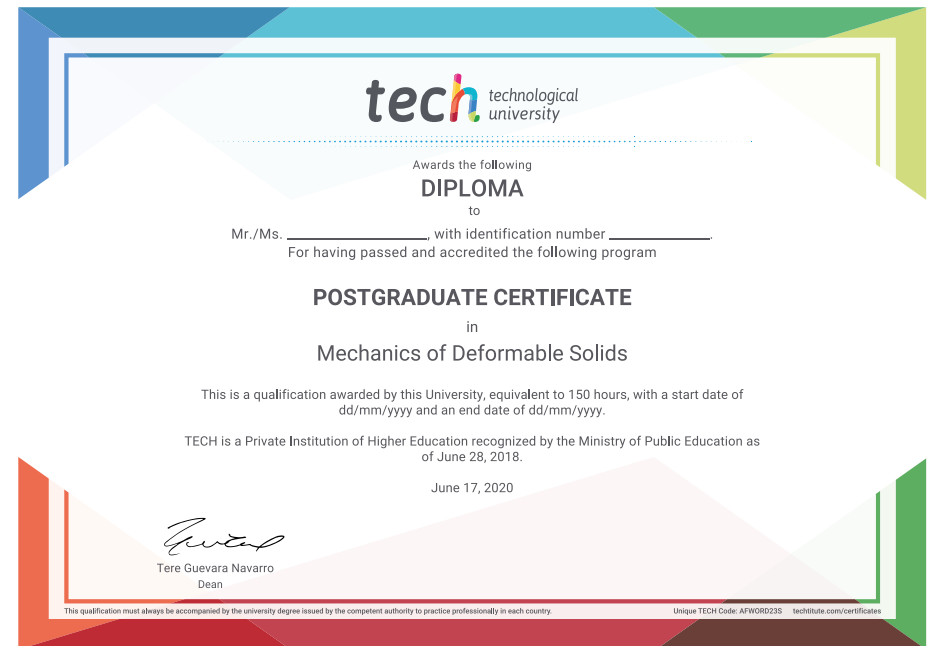 tech technological
university
Awards the following
DIPLOMA
to
Mr./Ms. ____________________, with identification number ______________.
For having passed and accredited the following program
POSTGRADUATE CERTIFICATE
in
Mechanics of Deformable Solids
This is a qualification awarded by this University, equivalent to 150 hours, with a start date of
dd/mm/yyyy and an end date of dd/mm/yyyy.
TECH is a Private Institution of Higher Education recognized by the Ministry of Public Education as
of June 28, 2018.
June 17, 2020
Tere Guevara Navarro
Dean
This qualification must always be accompanied by the university degree issued by the competent authority to practice professionally in each country.
Unique TECH Code: AFWORD23S techtitute.com/certificates